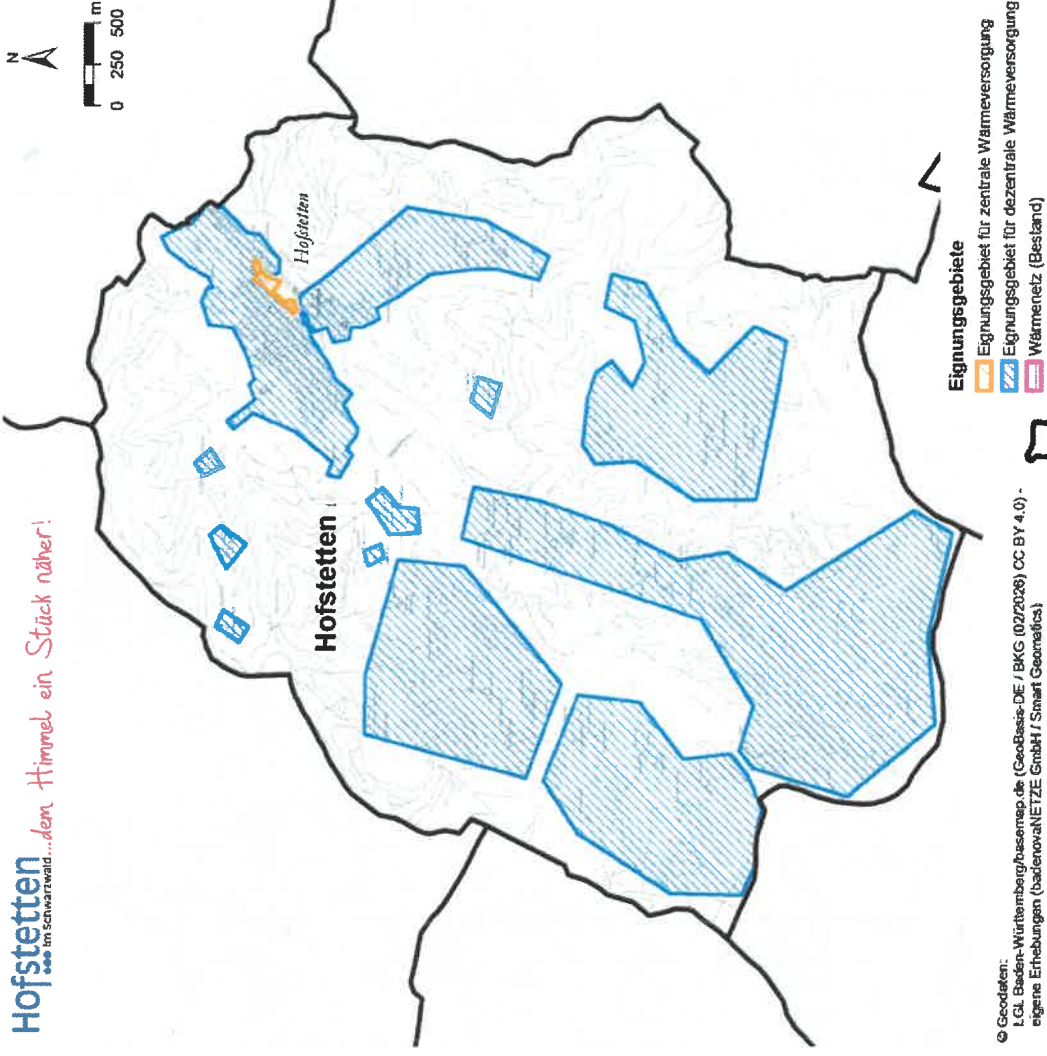 Hofstetten
im Schwarzwald
...dem Himmel ein Stück näher!
N
0 250 500
m
Hofstetten
Hofstetten
Eignungsgebiete
Eignungsgebiet für zentrale Wärmeversorgung
Eignungsgebiet für dezentrale Wärmeversorgung
Wärmenetz (Bestand)
© Geodaten:
LGL Baden-Württemberg/basemap.de (GeoBasis-DE / BKG (02/2026) CC BY 4.0) -
eigene Erhebungen (badenovaNETZE GmbH / Smart Geomatics)